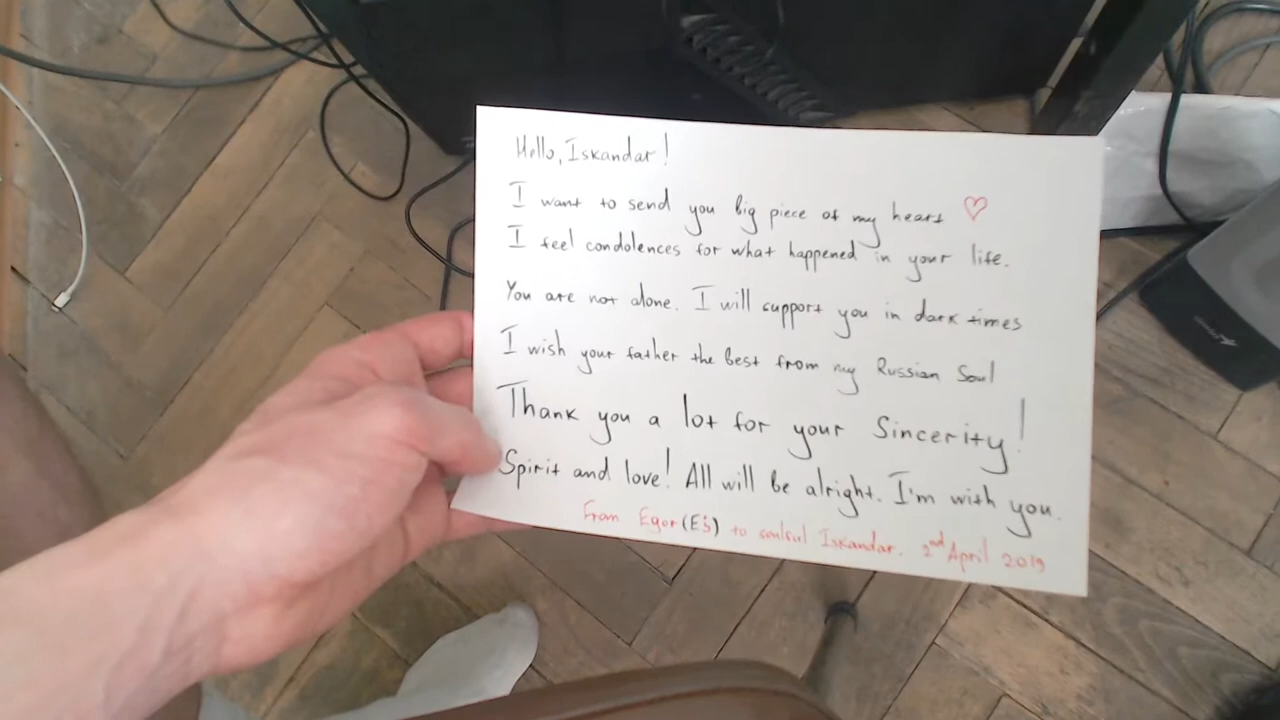 Hello, Iskandar!
I want to send you big piece of my heart ♡
I feel condolences for what happened in your life.
You are not alone. I will support you in dark times
I wish your father the best from my Russian Soul
Thank you a lot for your Sincerity!
Spirit and love! All will be alright. I'm with you.
From Egor to soulful Iskandar. 2nd April 2019